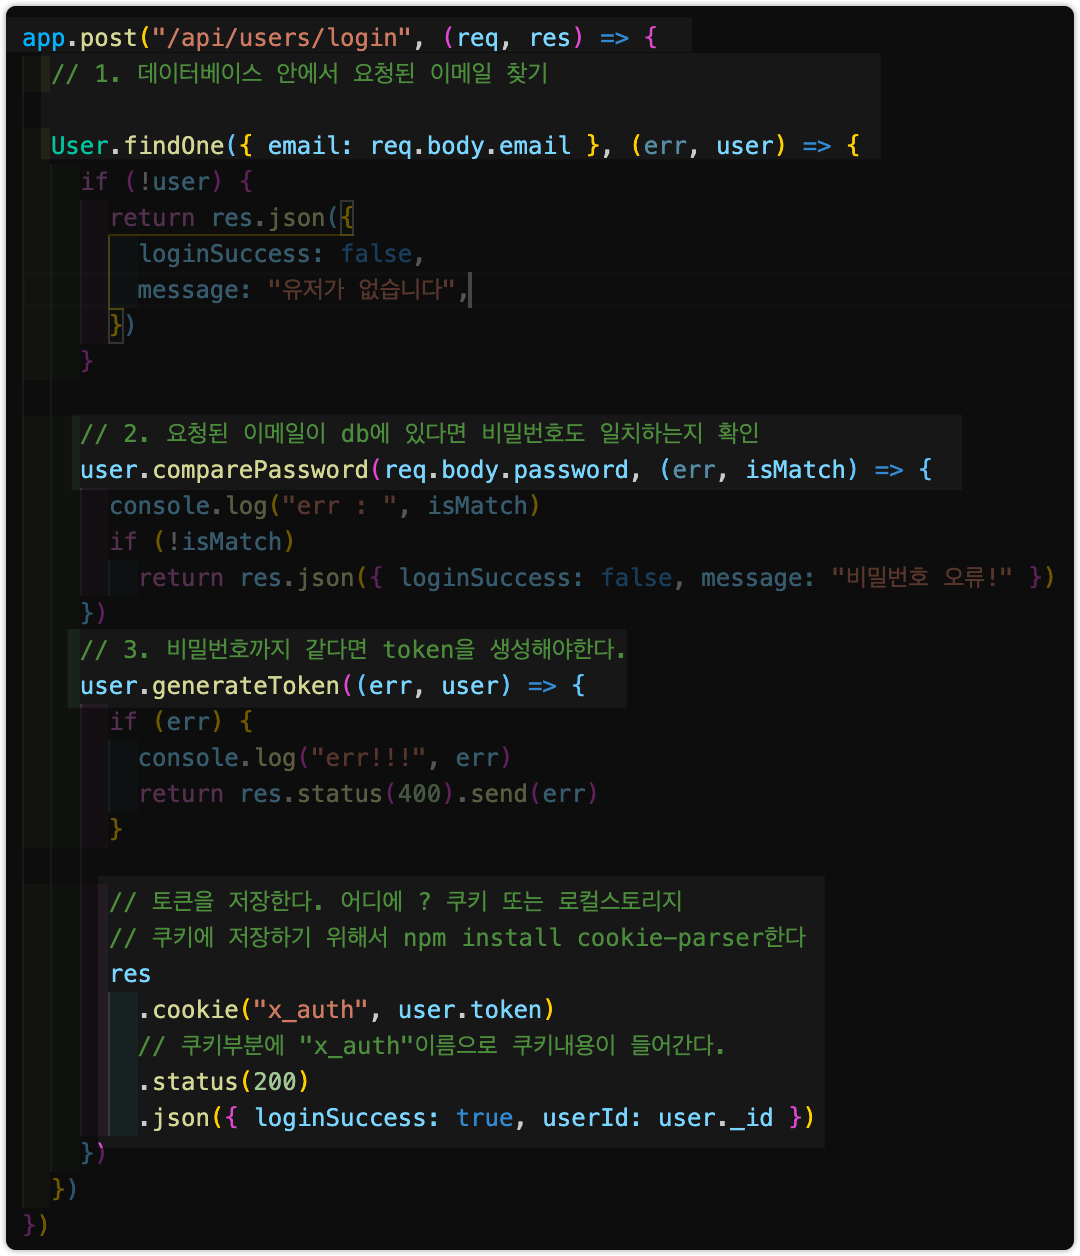 app.post("/api/users/login", (req, res) => {
// 1. 데이터베이스 안에서 요청된 이메일 찾기
User.findOne({ email: req.body.email }, (err, user) => {
if (!user) {
return res.json({
loginSuccess: false,
message: "유저가 없습니다",
})
}
// 2. 요청된 이메일이 db에 있다면 비밀번호도 일치하는지 확인
user.comparePassword(req.body.password, (err, isMatch) => {
console.log("err : ", isMatch)
if (!isMatch)
return res.json({ loginSuccess: false, message: "비밀번호 오류!" })
})
// 3. 비밀번호까지 같다면 token을 생성해야한다.
user.generateToken((err, user) => {
if (err) {
console.log("err!!!", err)
return res.status(400).send(err)
}
// 토큰을 저장한다. 어디에 ? 쿠키 또는 로컬스토리지
// 쿠키에 저장하기 위해서 npm install cookie-parser한다
res
.cookie("x_auth", user.token)
// 쿠키부분에 "x_auth"이름으로 쿠키내용이 들어간다.
.status(200)
.json({ loginSuccess: true, userId: user._id })
})
})
})